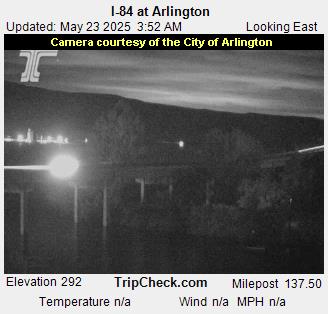 I-84 at Arlington
Updated: May 23 2025 3:52 AM Looking East
Camera courtesy of the City of Arlington
Elevation 292 TripCheck.com Milepost 137.50
Temperature n/a Wind n/a MPH n/a